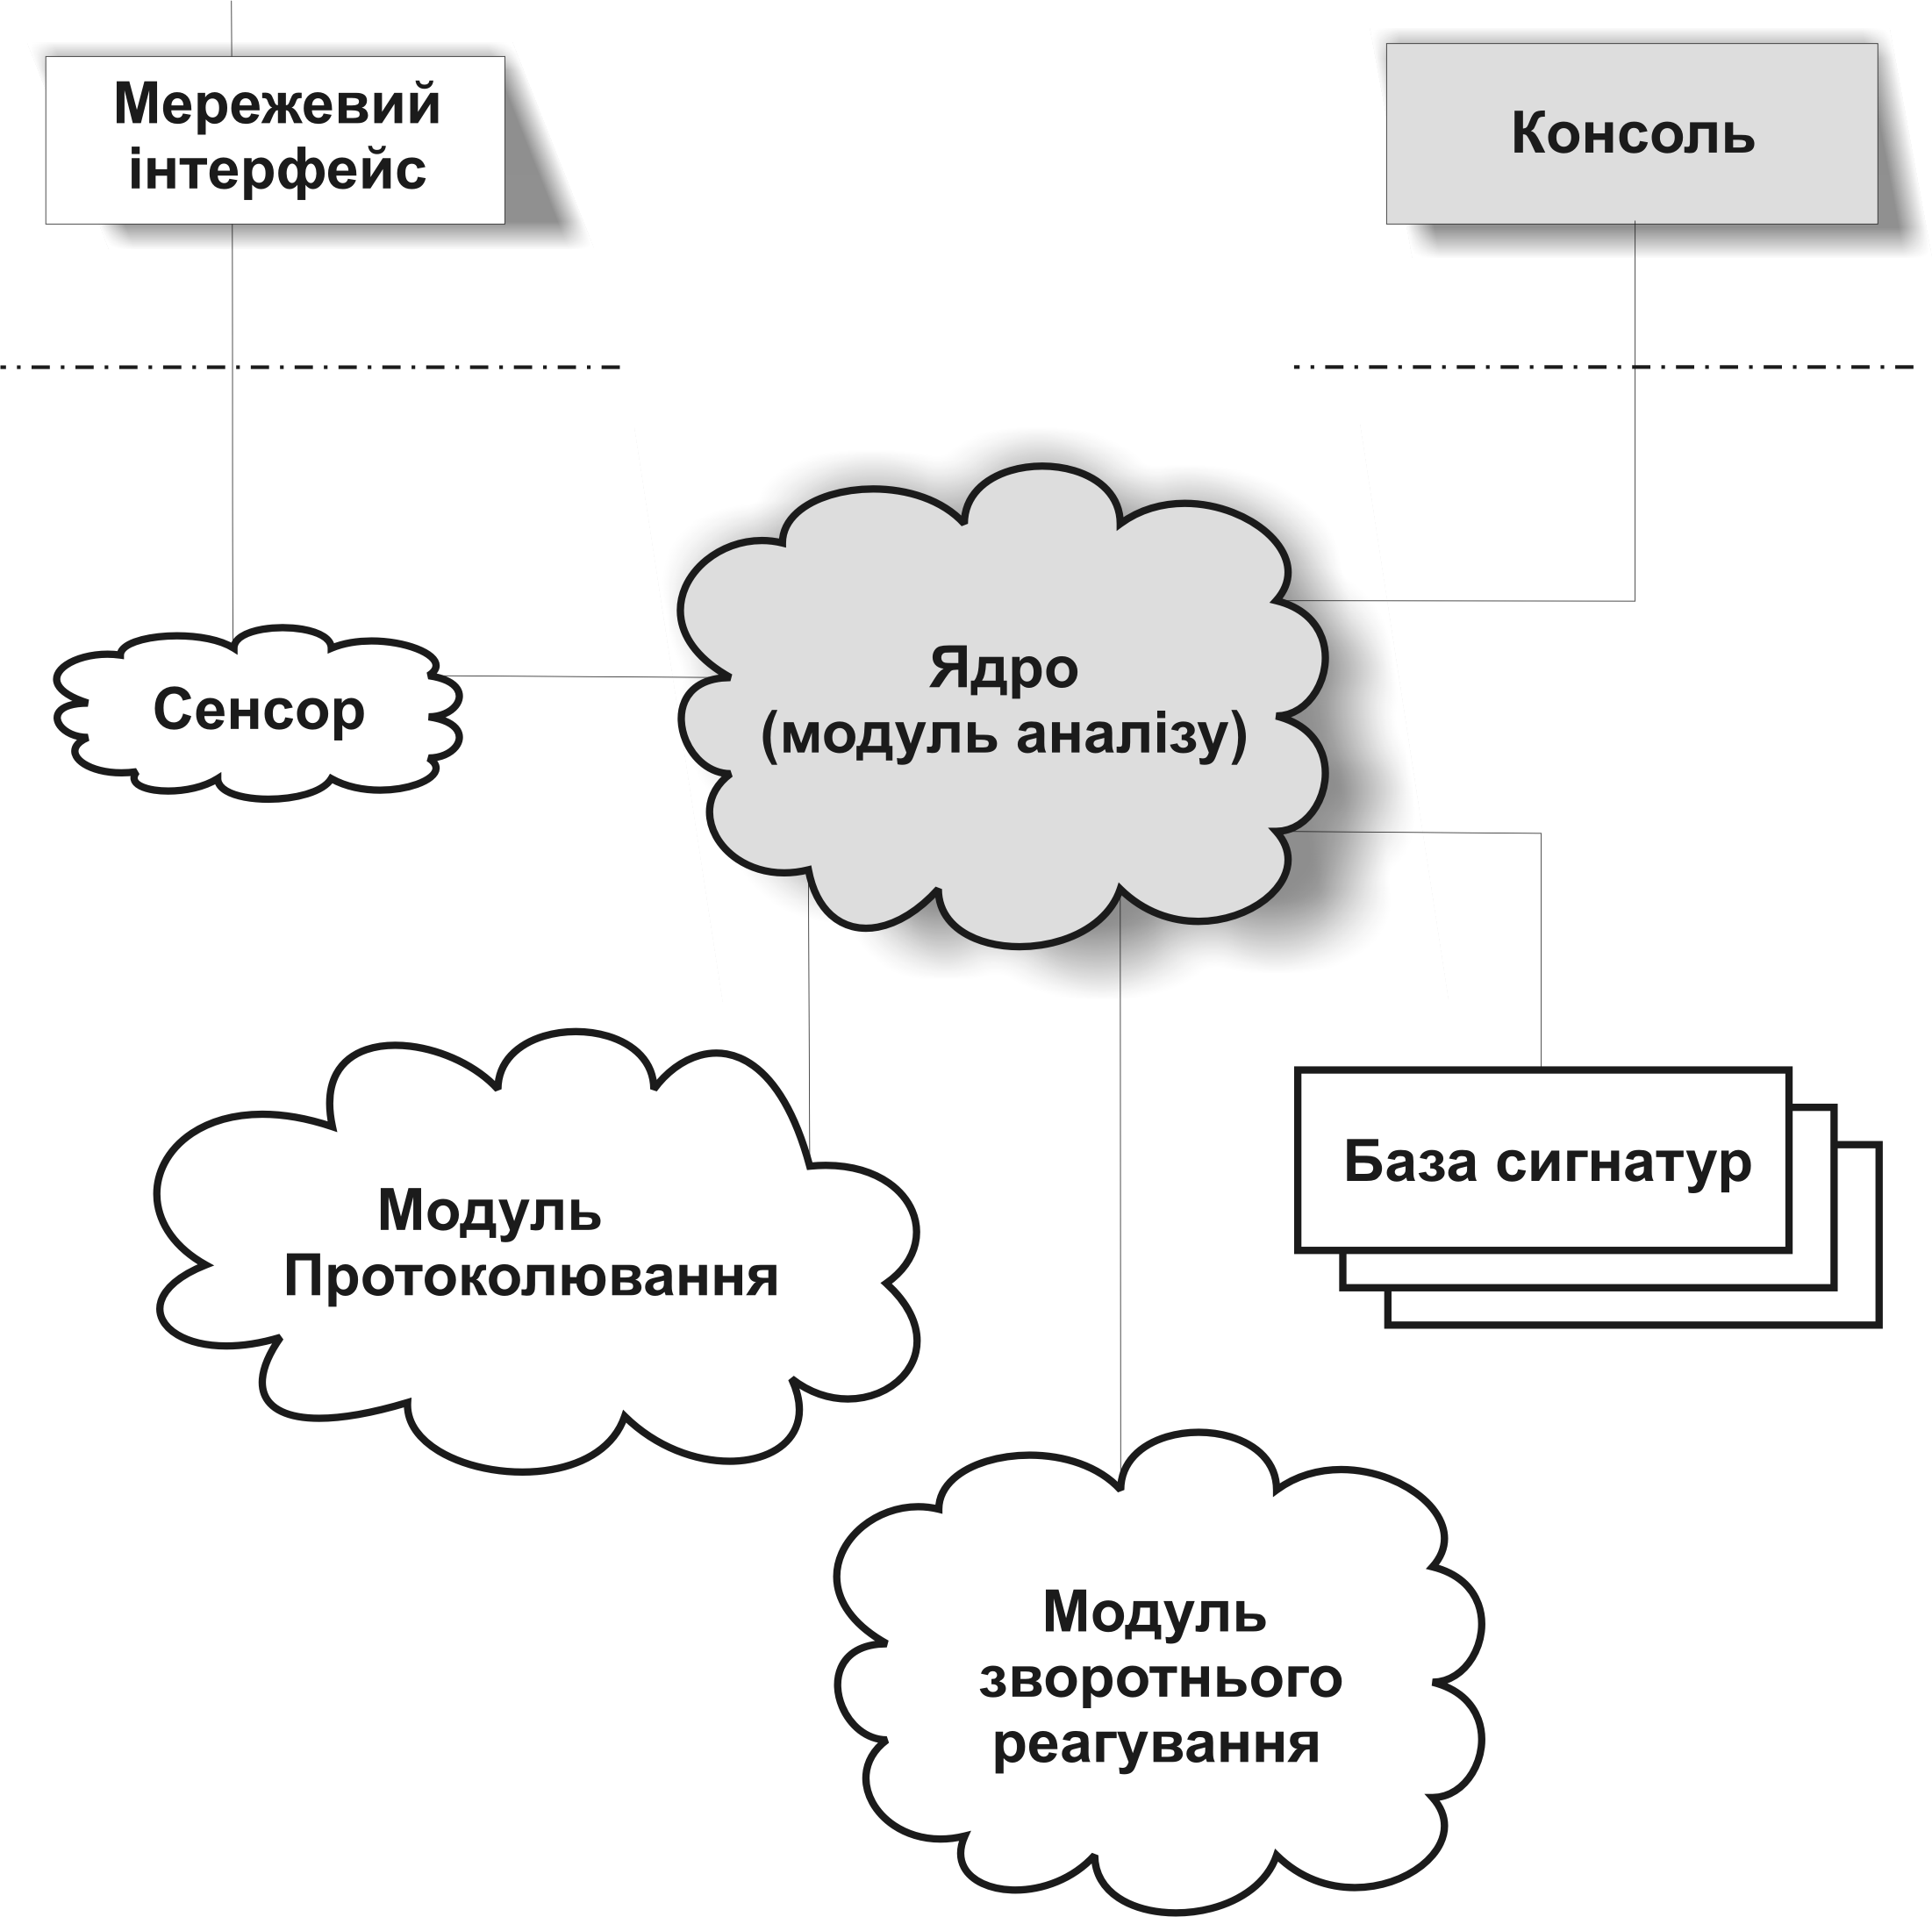 Мережевий
інтерфейс
Консоль
Сенсор
Ядро
(модуль аналізу)
Модуль
Протоколювання
База сигнатур
Модуль
зворотнього
реагування